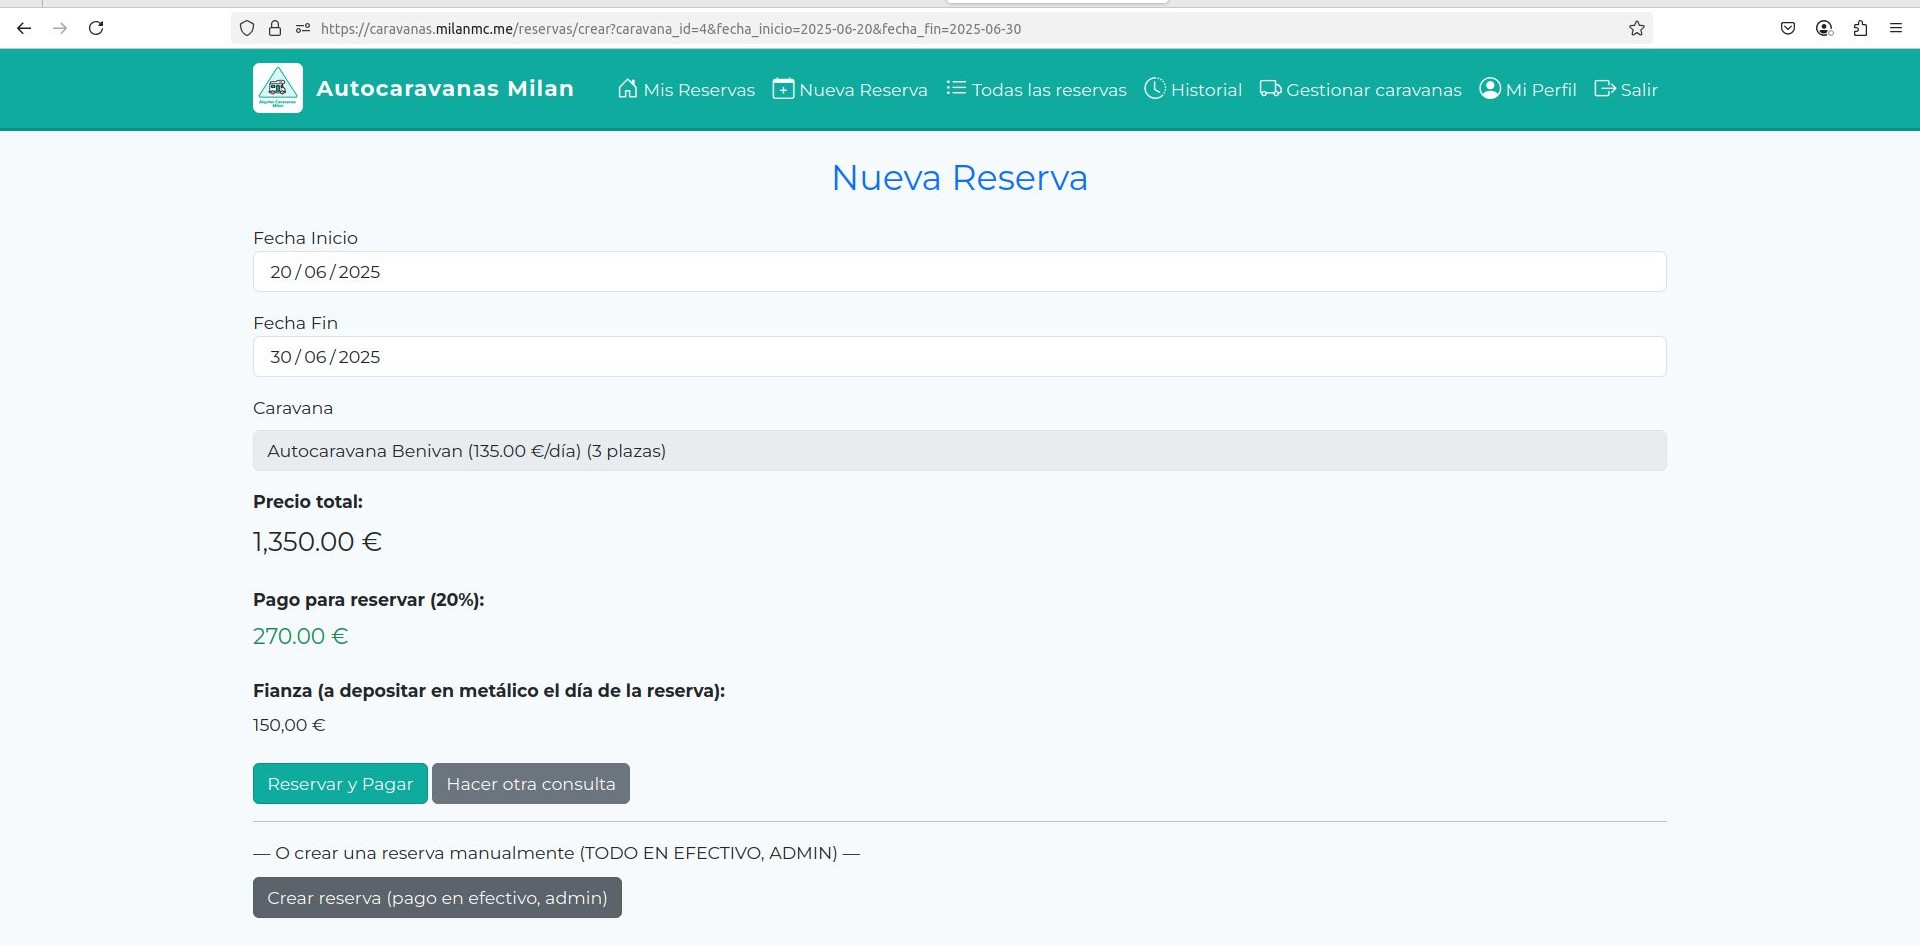 https://caravanas.milanmc.me/reservas/crear?caravana_id=4&fecha_inicio=2025-06-20&fecha_fin=2025-06-30
Autocaravanas Milan Mis Reservas Nueva Reserva Todas las reservas Historial Gestionar caravanas Mi Perfil Salir
Nueva Reserva
Fecha Inicio
20/06/2025
Fecha Fin
30/06/2025
Caravana
Autocaravana Benivan (135.00 €/día) (3 plazas)
Precio total:
1,350.00 €
Pago para reservar (20%):
270.00 €
Fianza (a depositar en metálico el día de la reserva):
150,00 €
Reservar y Pagar Hacer otra consulta
— O crear una reserva manualmente (TODO EN EFECTIVO, ADMIN) —
Crear reserva (pago en efectivo, admin)